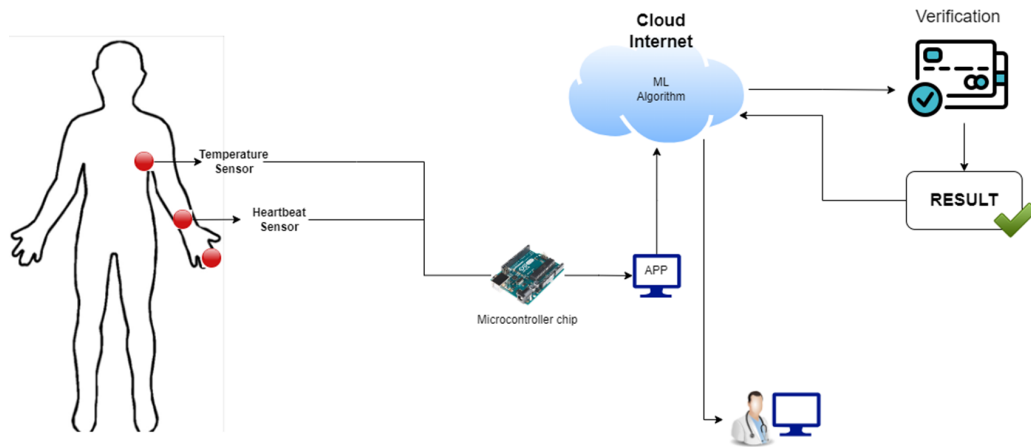 Cloud
Internet
Verification
ML
Algorithm
Temperature
Sensor
RESULT
Heartbeat
Sensor
APP
Microcontroller chip